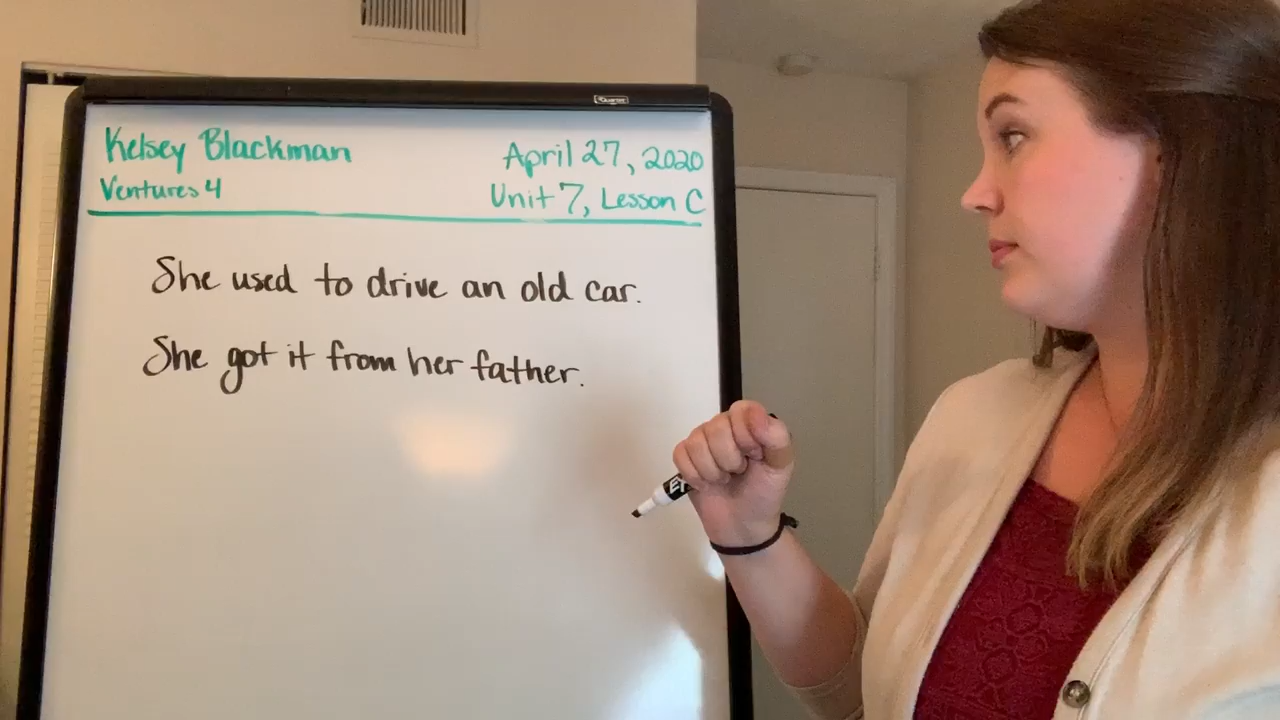 Quartet
Kelsey Blackman
April 27, 2020
Ventures 4
Unit 7, Lesson C
She used to drive an old car.
She got it from her father.